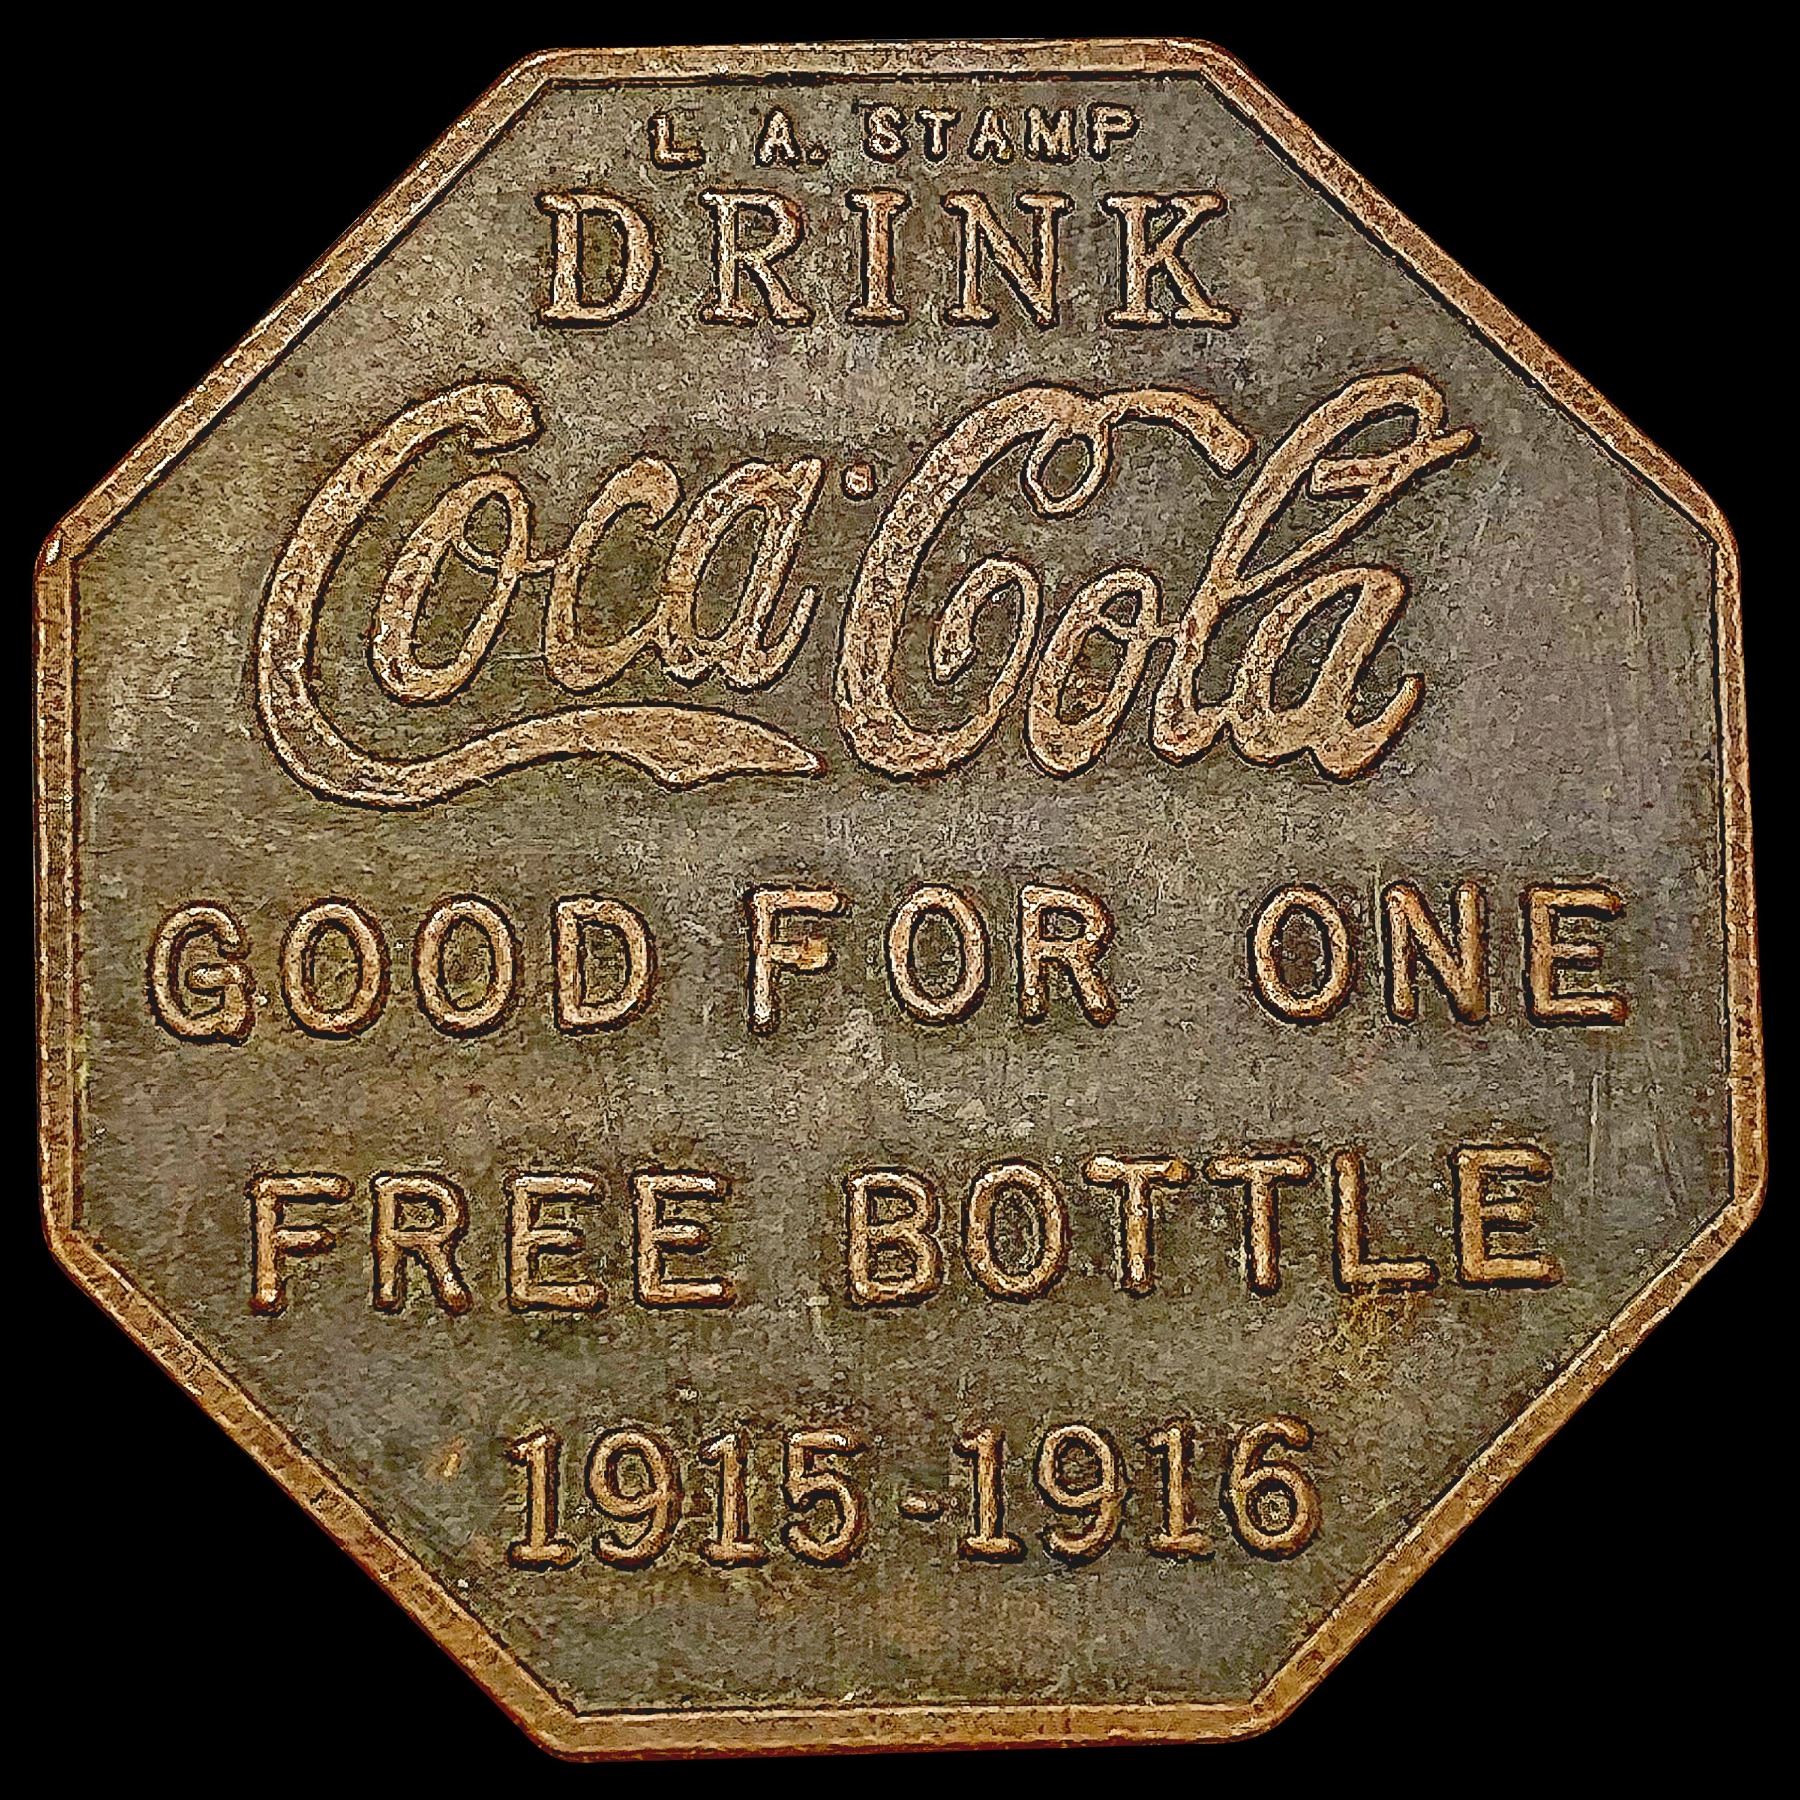 L A. STAMP
DRINK
Coca·Cola
GOOD FOR ONE
FREE BOTTLE
1915-1916